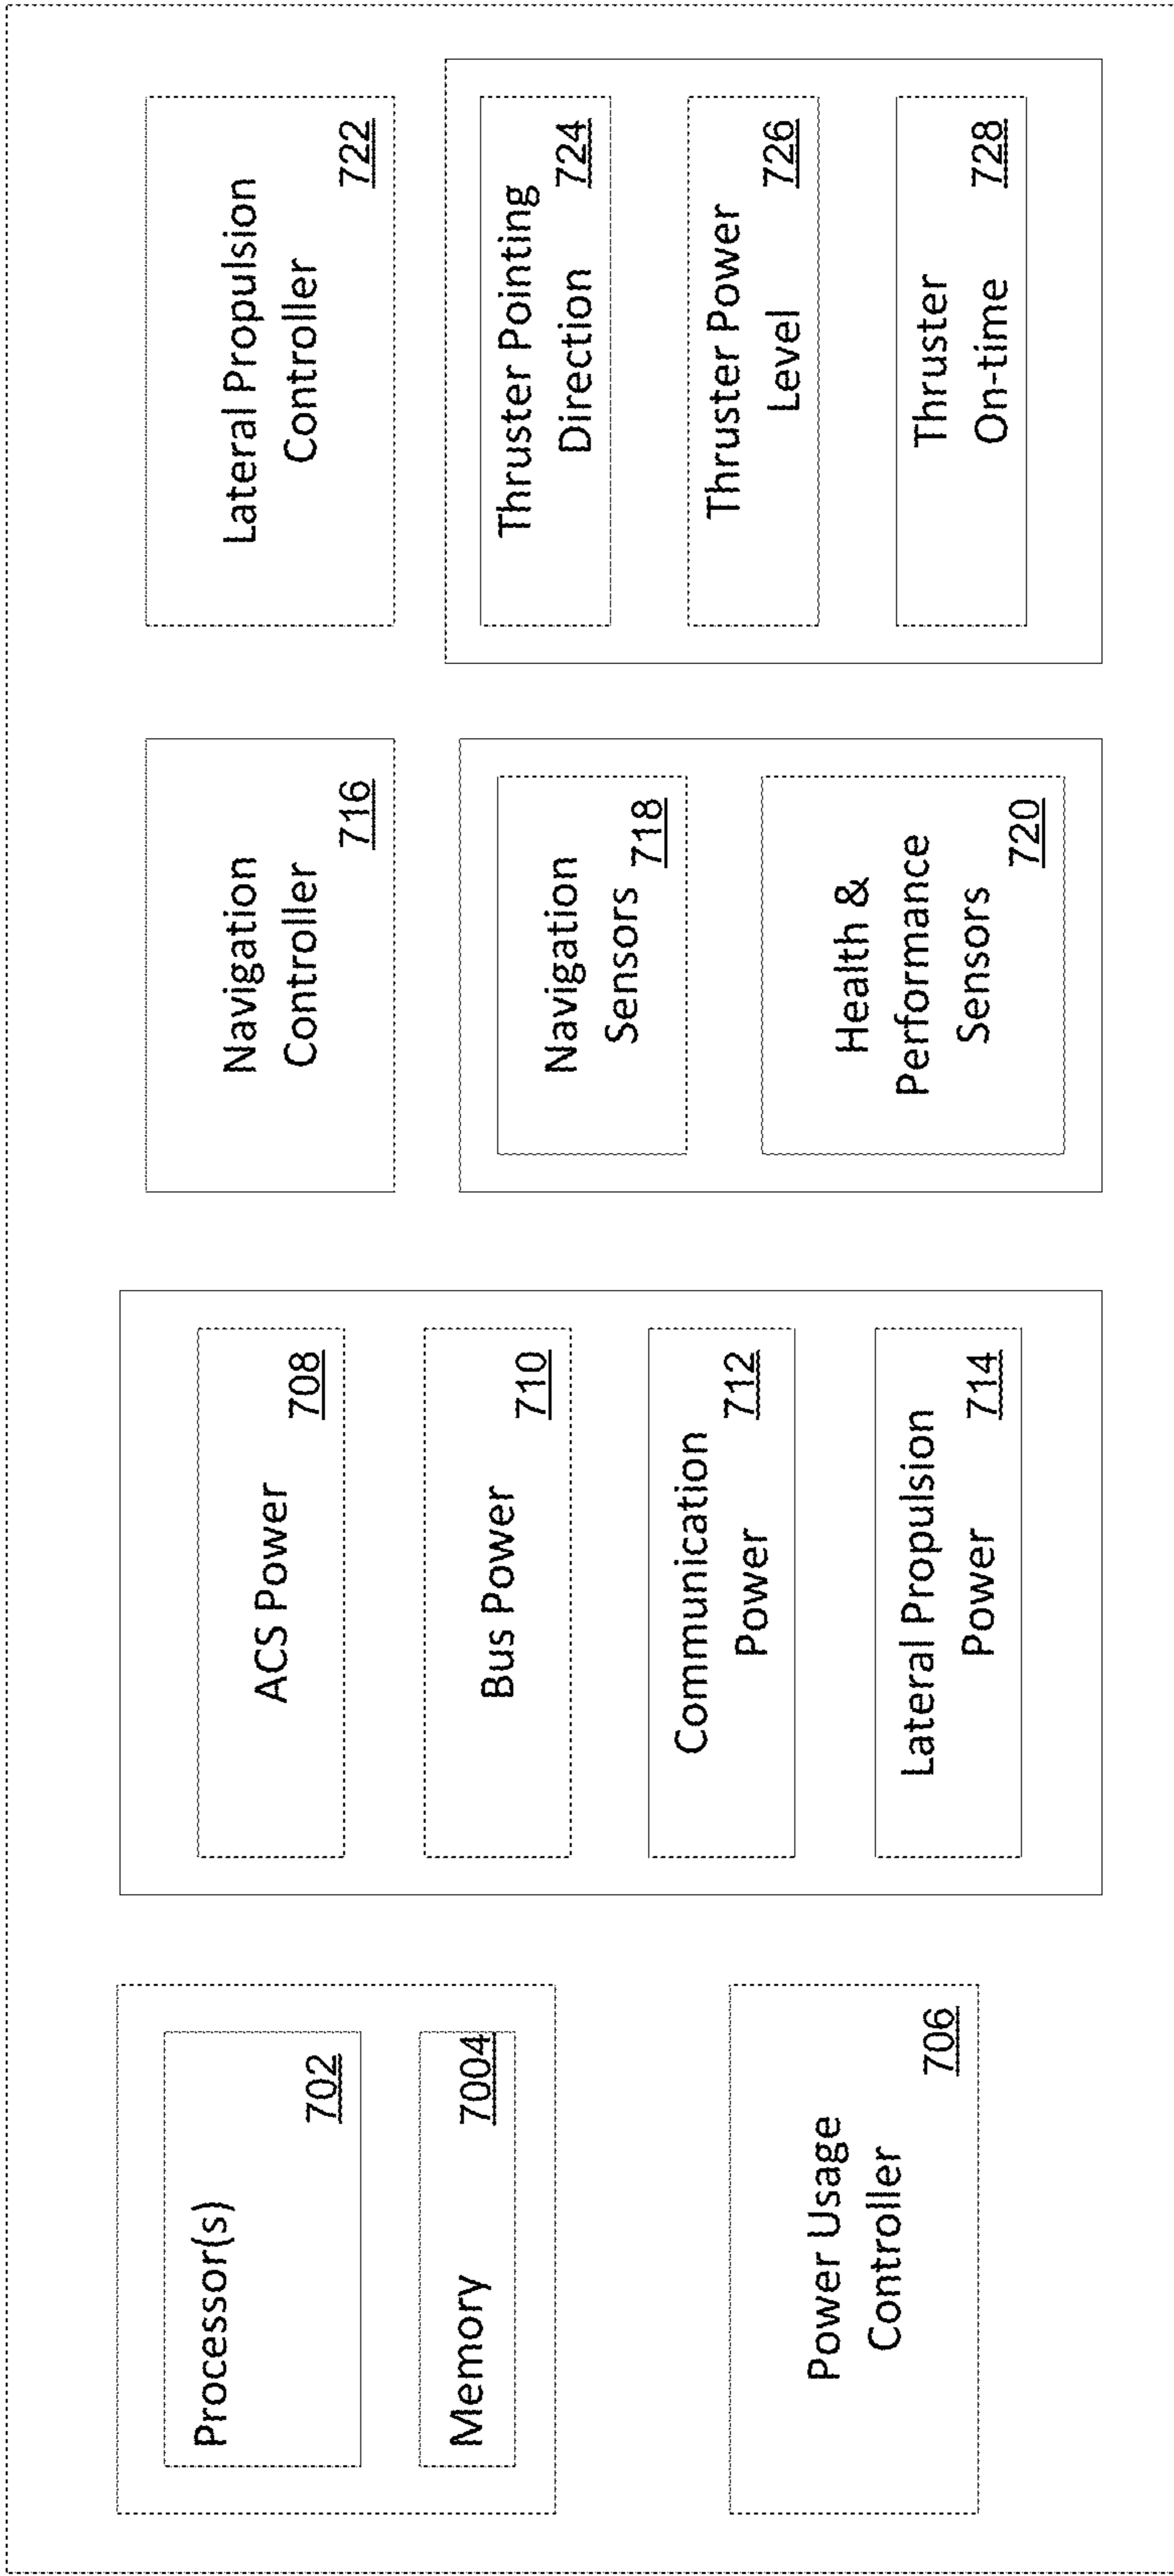 Processor(s)
702
Memory
7004
Power Usage
Controller
706
ACS Power
708
Bus Power
710
Communication
Power
712
Lateral Propulsion
Power
714
Navigation
Controller
716
Navigation
Sensors
718
Health &
Performance
Sensors
720
Lateral Propulsion
Controller
722
Thruster Pointing
Direction
724
Thruster Power
Level
726
Thruster
On-time
728